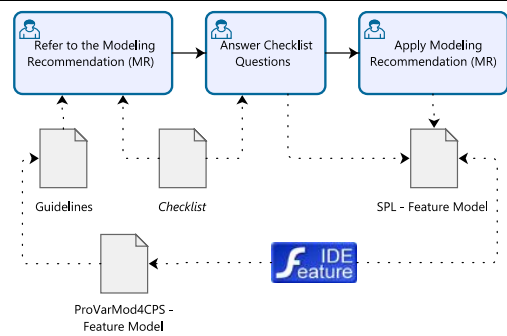 Refer to the Modeling
Recommendation (MR)
Answer Checklist
Questions
Apply Modeling
Recommendation (MR)
Guidelines
Checklist
SPL - Feature Model
IDE
Feature
ProVarMod4CPS -
Feature Model